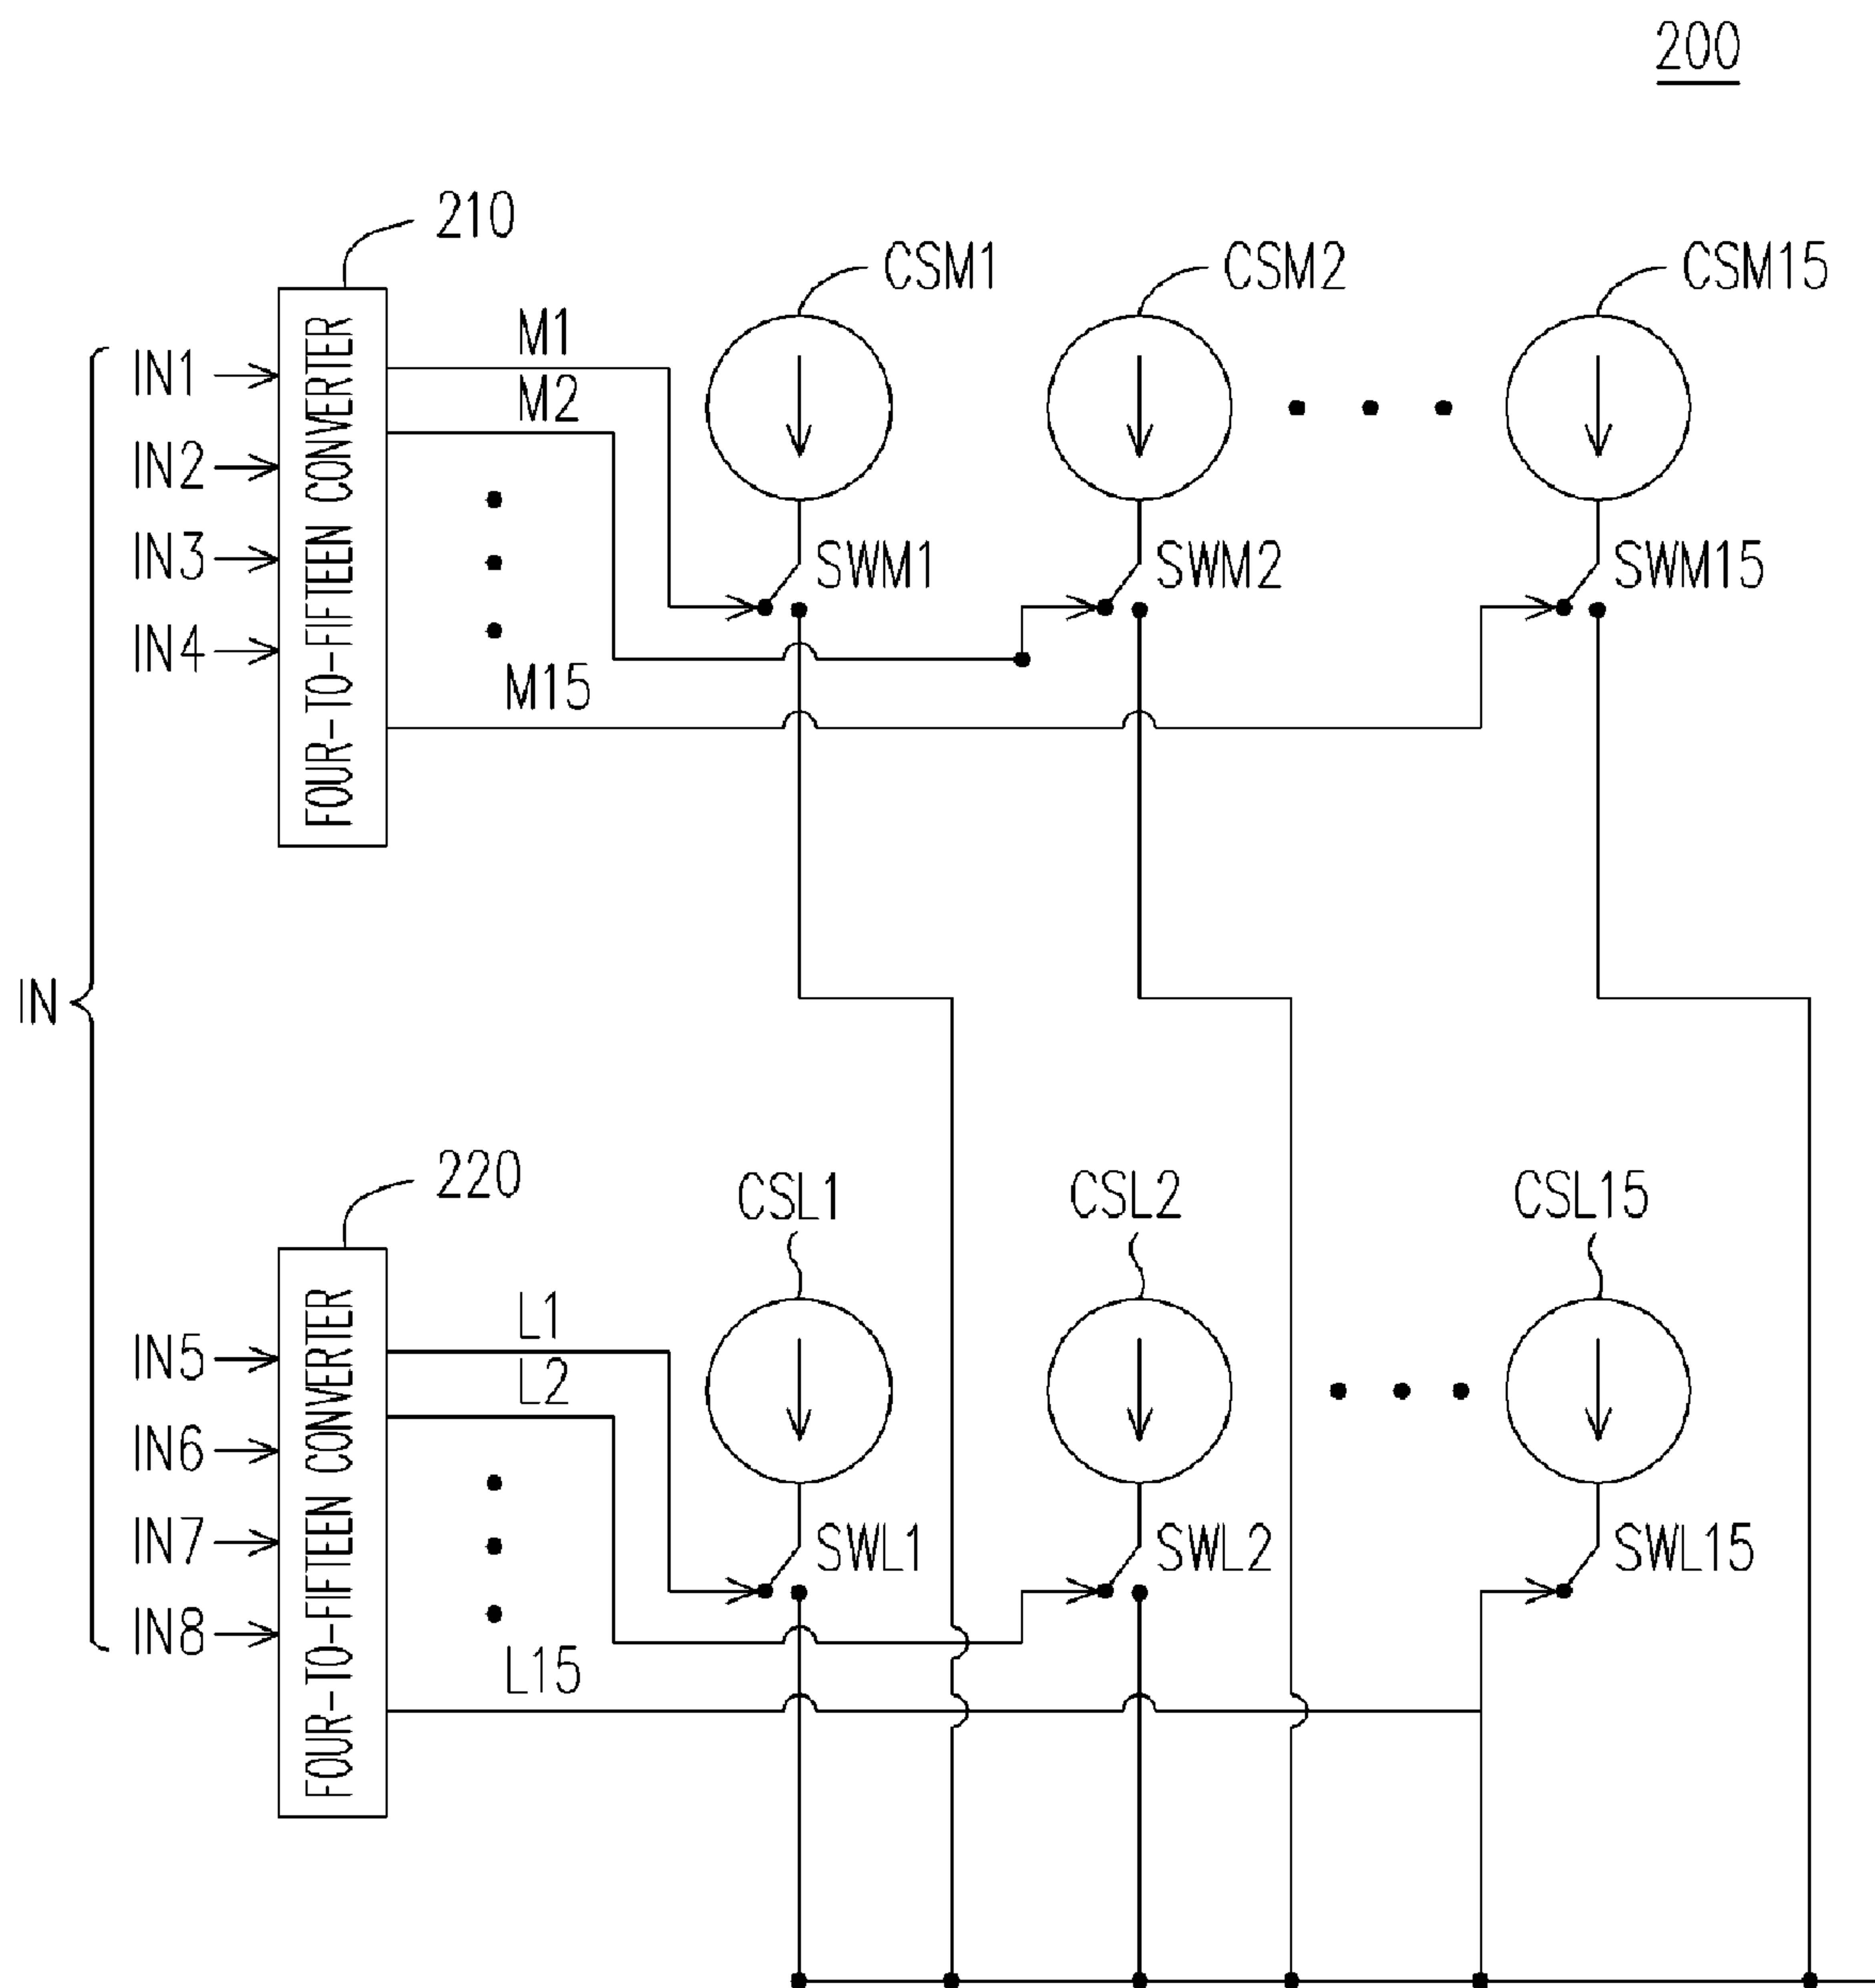 200
210
CSM1
CSM2
CSM15
M1
M2
IN1
IN2
IN3
IN4
FOUR-TO-FIFTEEN CONVERTER
SWM1
SWM2
SWM15
M15
IN
220
CSL1
CSL2
CSL15
L1
L2
IN5
IN6
IN7
IN8
FOUR-TO-FIFTEEN CONVERTER
SWL1
SWL2
SWL15
L15